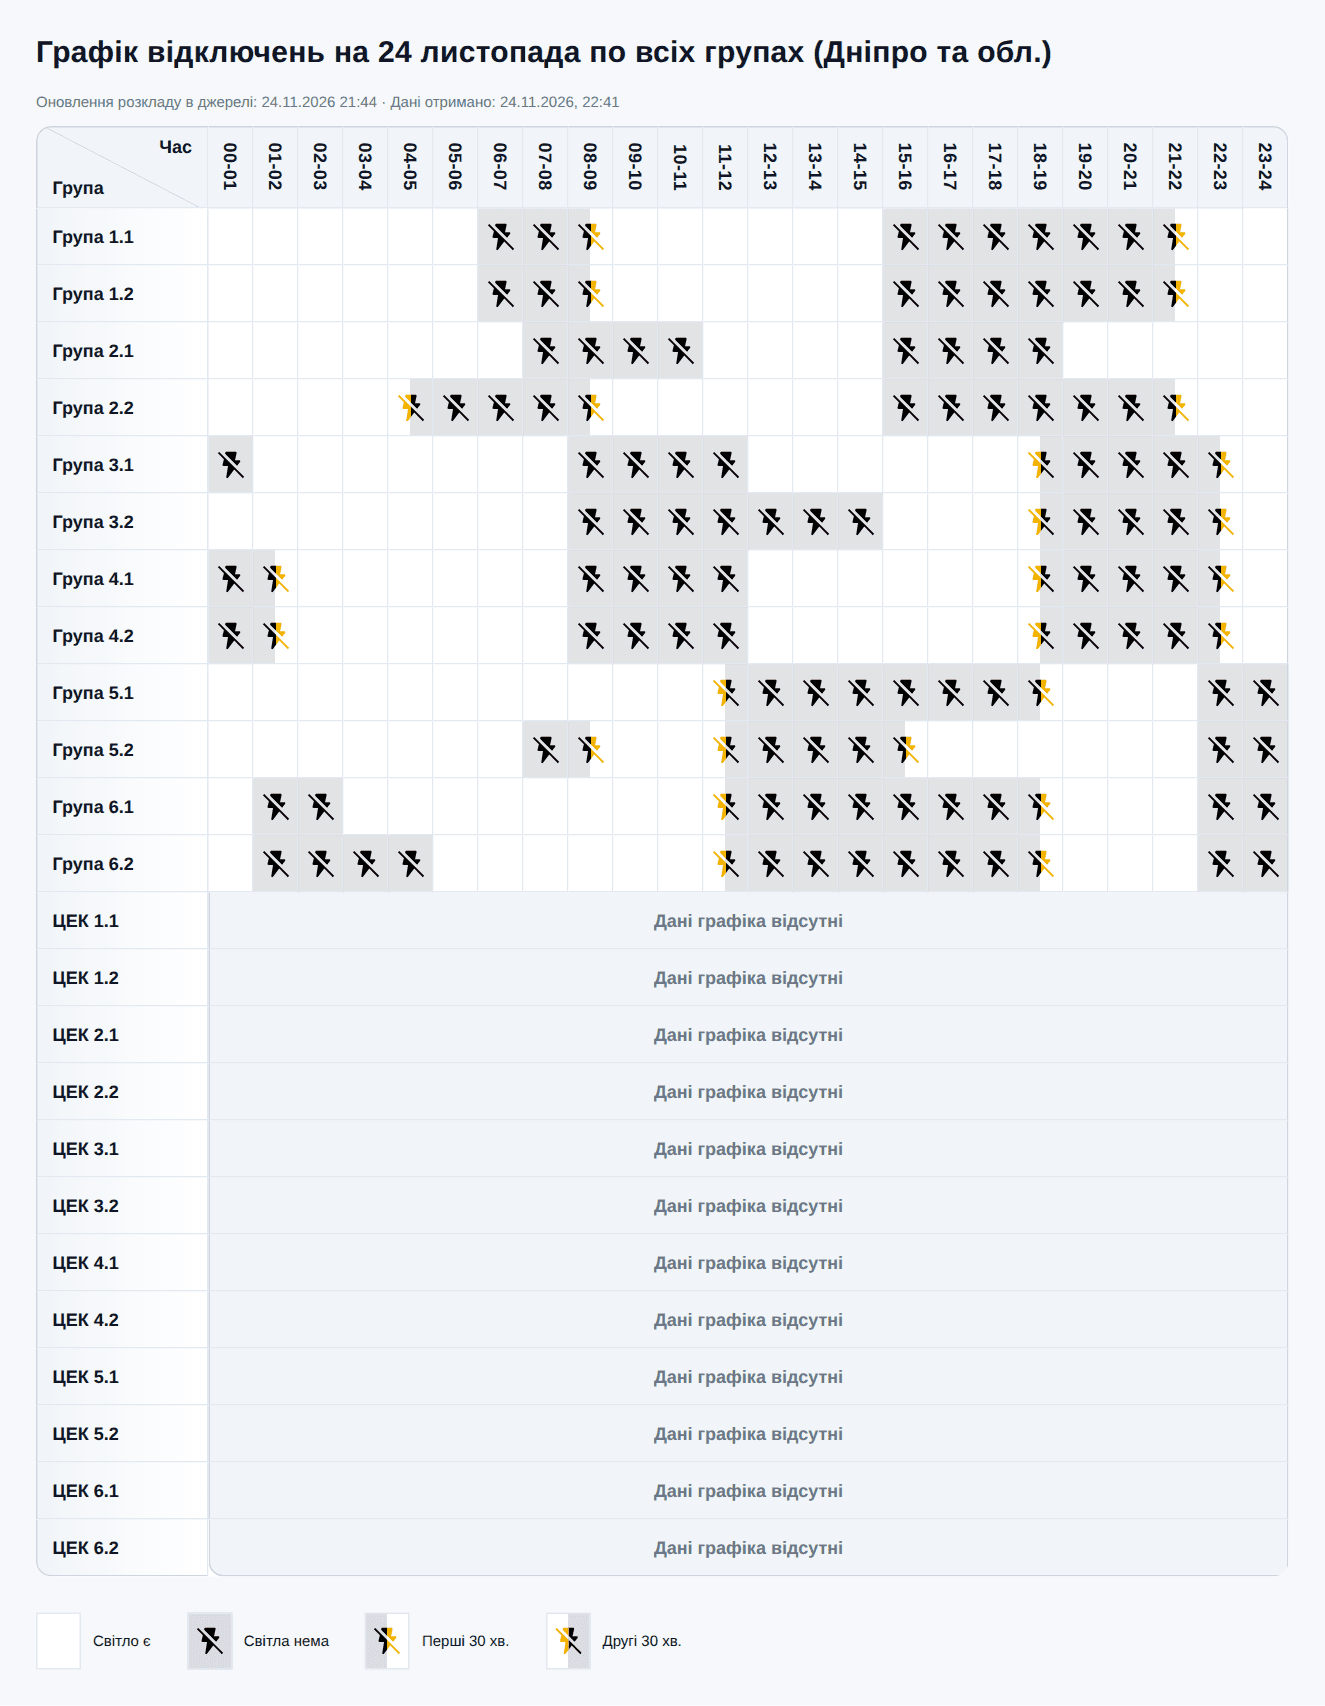 Графік відключень на 24 листопада по всіх групах (Дніпро та обл.)
Оновлення розкладу в джерелі: 24.11.2026 21:44 · Дані отримано: 24.11.2026, 22:41
Час
Група
00-01 01-02 02-03 03-04 04-05 05-06 06-07 07-08 08-09 09-10 10-11 11-12 12-13 13-14 14-15 15-16 16-17 17-18 18-19 19-20 20-21 21-22 22-23 23-24
Група 1.1
Група 1.2
Група 2.1
Група 2.2
Група 3.1
Група 3.2
Група 4.1
Група 4.2
Група 5.1
Група 5.2
Група 6.1
Група 6.2
ЦЕК 1.1 Дані графіка відсутні
ЦЕК 1.2 Дані графіка відсутні
ЦЕК 2.1 Дані графіка відсутні
ЦЕК 2.2 Дані графіка відсутні
ЦЕК 3.1 Дані графіка відсутні
ЦЕК 3.2 Дані графіка відсутні
ЦЕК 4.1 Дані графіка відсутні
ЦЕК 4.2 Дані графіка відсутні
ЦЕК 5.1 Дані графіка відсутні
ЦЕК 5.2 Дані графіка відсутні
ЦЕК 6.1 Дані графіка відсутні
ЦЕК 6.2 Дані графіка відсутні
Світло є Світла нема Перші 30 хв. Другі 30 хв.